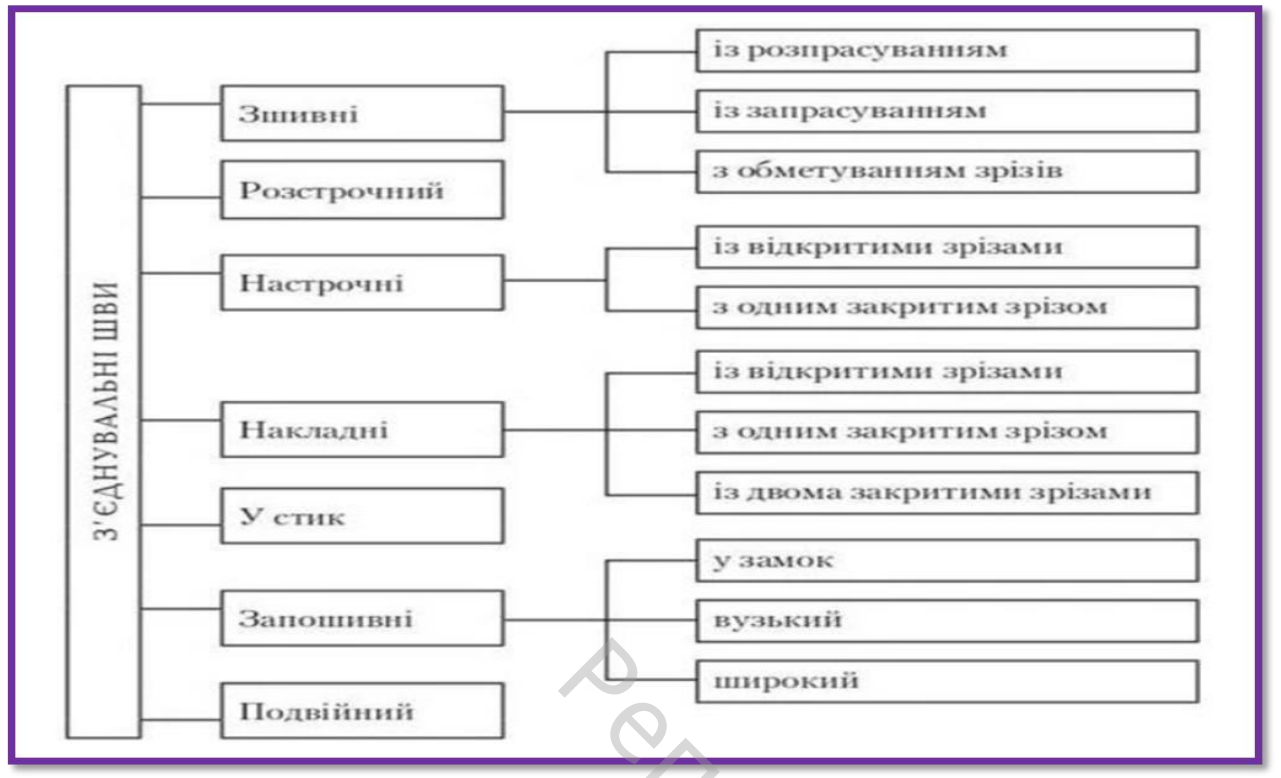 З'ЄДНУВАЛЬНІ ШВИ
Зшивні
із розпрасуванням
із запрасуванням
з обметуванням зрізів
Розстрочний
Настрочні
із відкритими зрізами
з одним закритим зрізом
Накладні
із відкритими зрізами
з одним закритим зрізом
із двома закритими зрізами
У стик
Запошивні
у замок
вузький
широкий
Подвійний